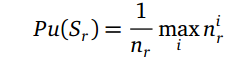 Pu(S_r) = \frac{1}{n_r} \max_i n_r^i